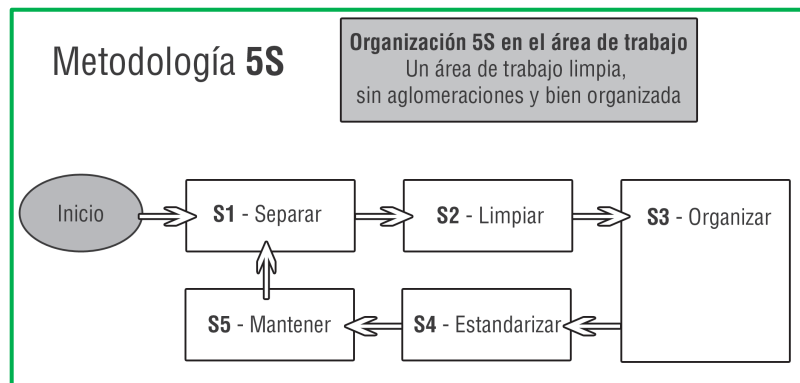 Metodología 5S
Organización 5S en el área de trabajo
Un área de trabajo limpia,
sin aglomeraciones y bien organizada
Inicio
S1 - Separar
S2 - Limpiar
S3 - Organizar
S5 - Mantener
S4 - Estandarizar